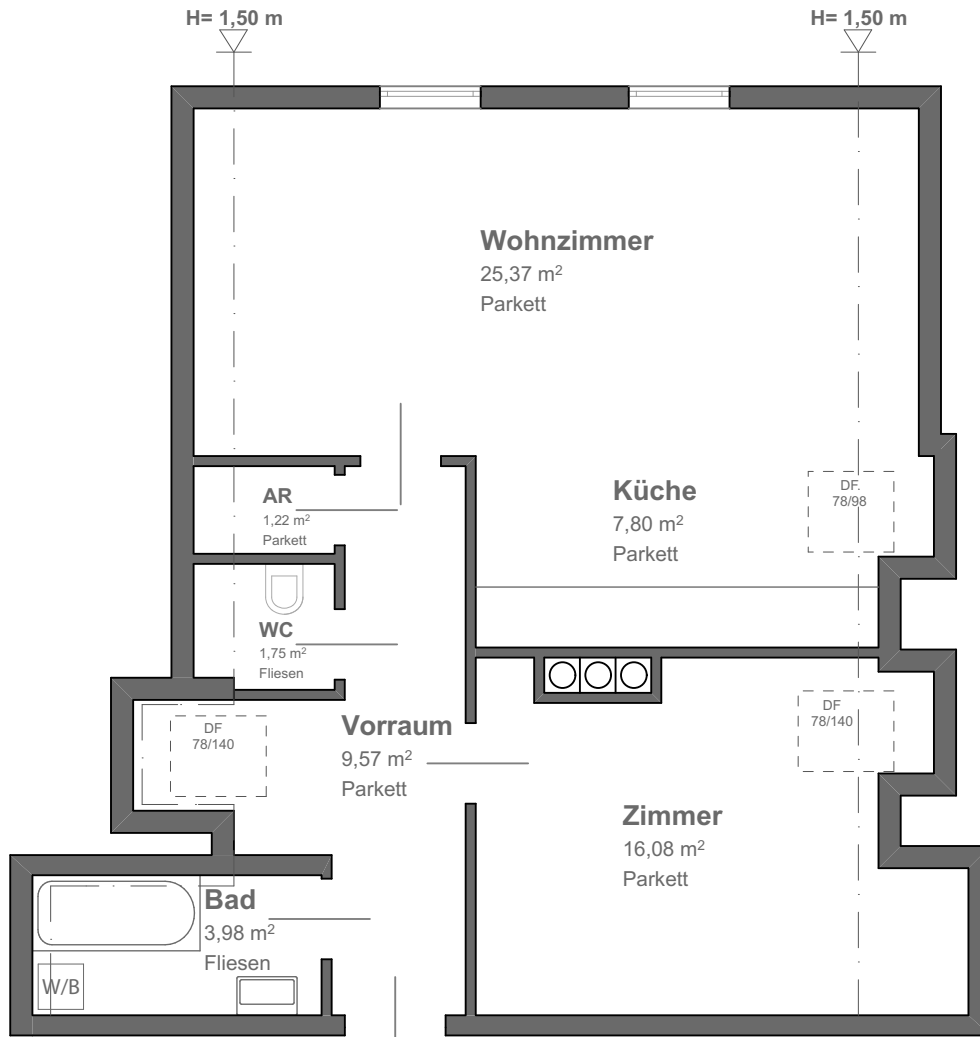 H= 1,50 m
H= 1,50 m
Wohnzimmer
25,37 m²
Parkett
AR
1,22 m²
Parkett
Küche
7,80 m²
Parkett
DF.
78/98
WC
1,75 m²
Fliesen
DF
78/140
Vorraum
9,57 m²
Parkett
DF
78/140
Zimmer
16,08 m²
Parkett
Bad
3,98 m²
Fliesen
W/B